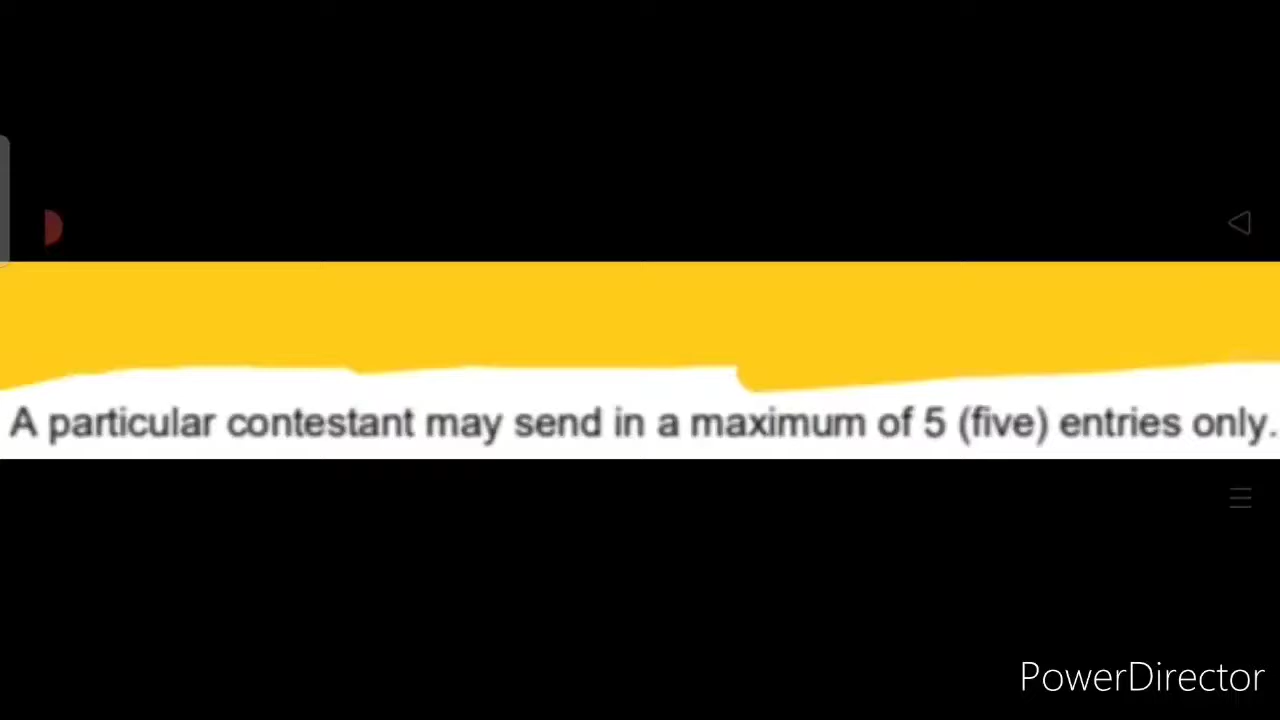 A particular contestant may send in a maximum of 5 (five) entries only.
PowerDirector